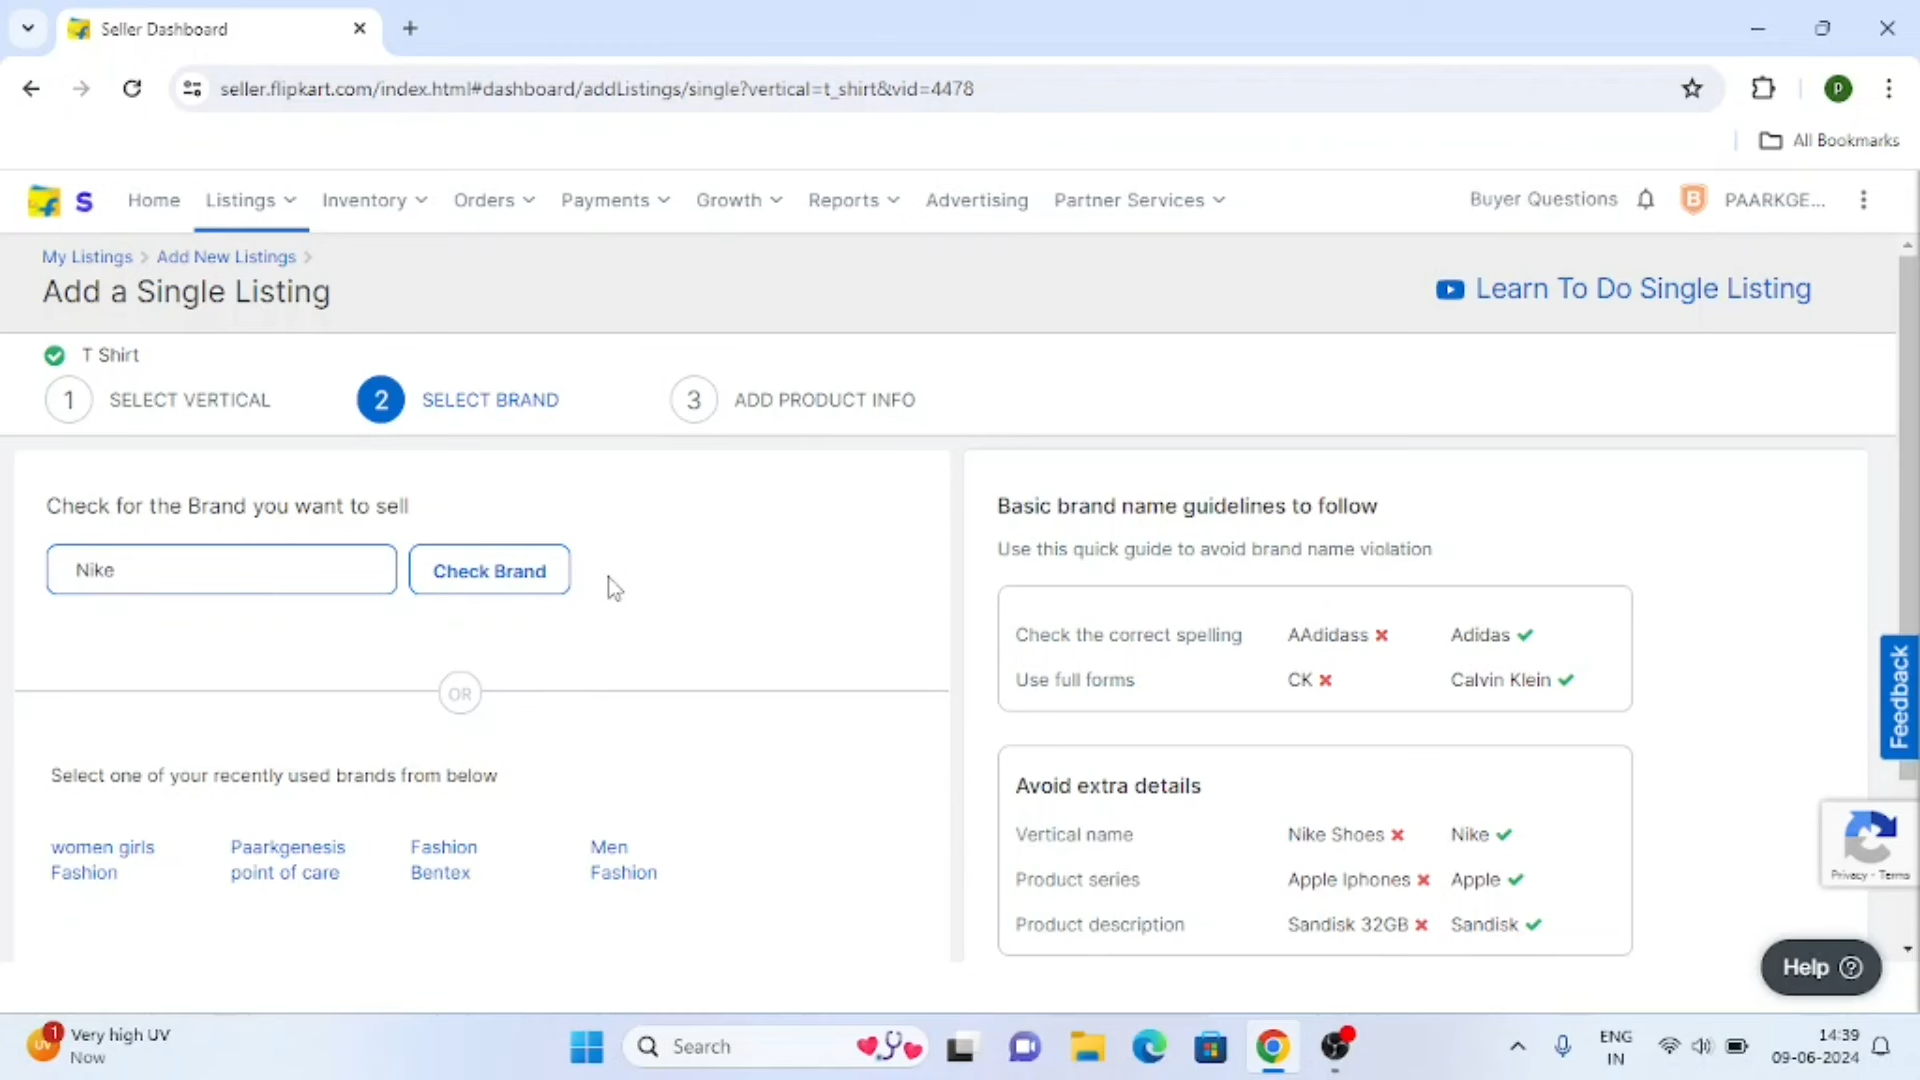 Seller Dashboard
seller.flipkart.com/index.html#dashboard/addListings/single?vertical=t_shirt&vid=4478
P
All Bookmarks
S Home Listings Inventory Orders Payments Growth Reports Advertising Partner Services Buyer Questions B PAARKGE...
My Listings > Add New Listings >
Add a Single Listing
Learn To Do Single Listing
T Shirt
1 SELECT VERTICAL 2 SELECT BRAND 3 ADD PRODUCT INFO
Check for the Brand you want to sell
Nike Check Brand
OR
Select one of your recently used brands from below
women girls Fashion
Paarkgenesis point of care
Fashion Bentex
Men Fashion
Basic brand name guidelines to follow
Use this quick guide to avoid brand name violation
Check the correct spelling AAdidass Adidas
Use full forms CK Calvin Klein
Avoid extra details
Vertical name Nike Shoes Nike
Product series Apple Iphones Apple
Product description Sandisk 32GB Sandisk
Feedback
Privacy - Terms
Help ?
UV 1
Very high UV
Now
Search
ENG
IN
14:39
09-06-2024